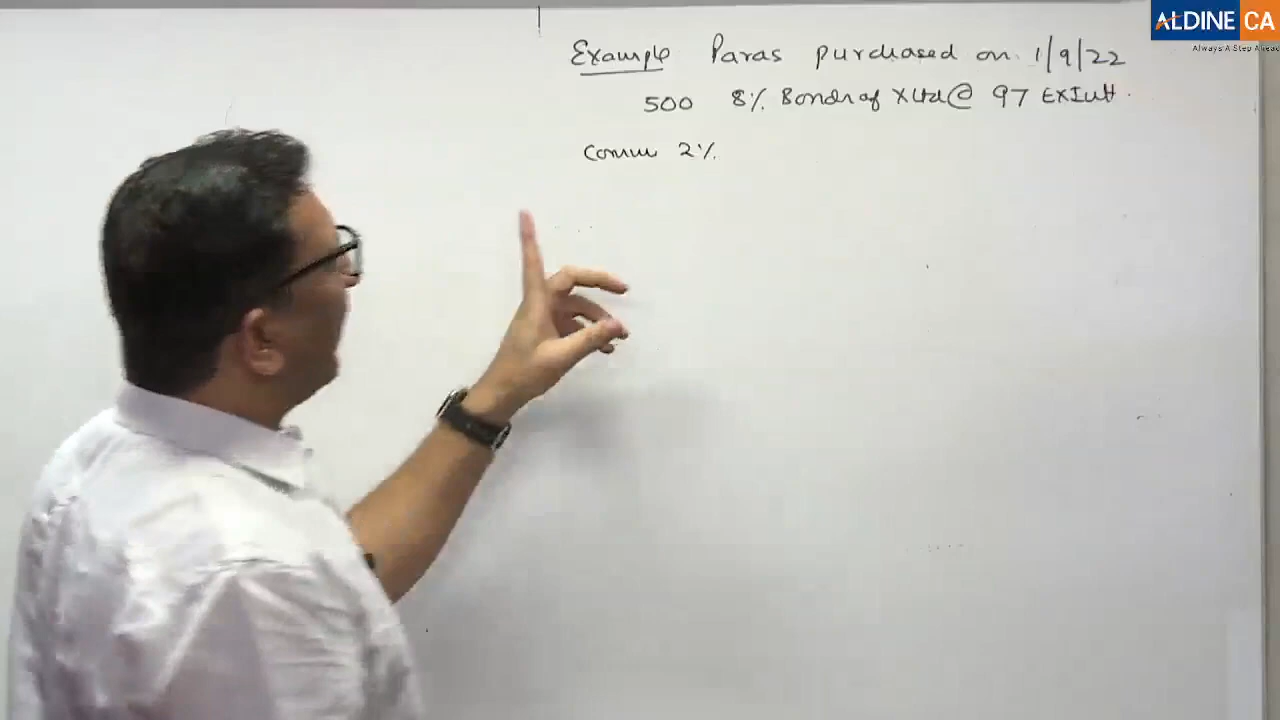 ALDINE CA
Always A Step Ahead
Example Paras purchased on 1/9/22
500 8% Bonds of X Ltd @ 97 Ex Intt.
Comm 2%